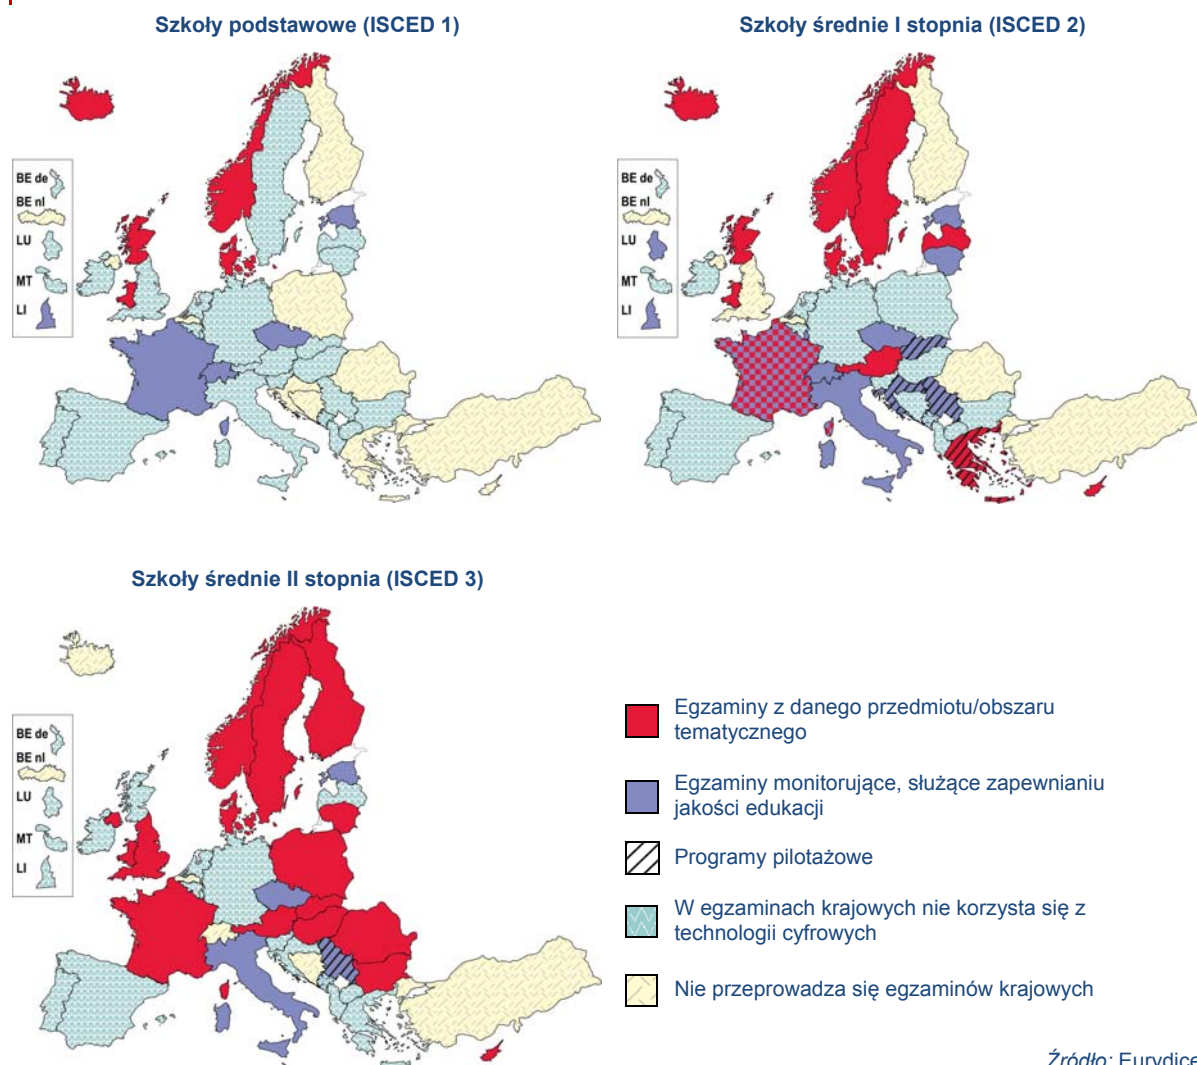 Szkoły podstawowe (ISCED 1)
Szkoły średnie I stopnia (ISCED 2)
BE de
BE nl
LU
MT
LI
BE de
BE nl
LU
MT
LI
Szkoły średnie II stopnia (ISCED 3)
BE de
BE nl
LU
MT
LI
Egzaminy z danego przedmiotu/obszaru
tematycznego
Egzaminy monitorujące, służące zapewnianiu
jakości edukacji
Programy pilotażowe
W egzaminach krajowych nie korzysta się z
technologii cyfrowych
Nie przeprowadza się egzaminów krajowych
Źródło: Eurydice